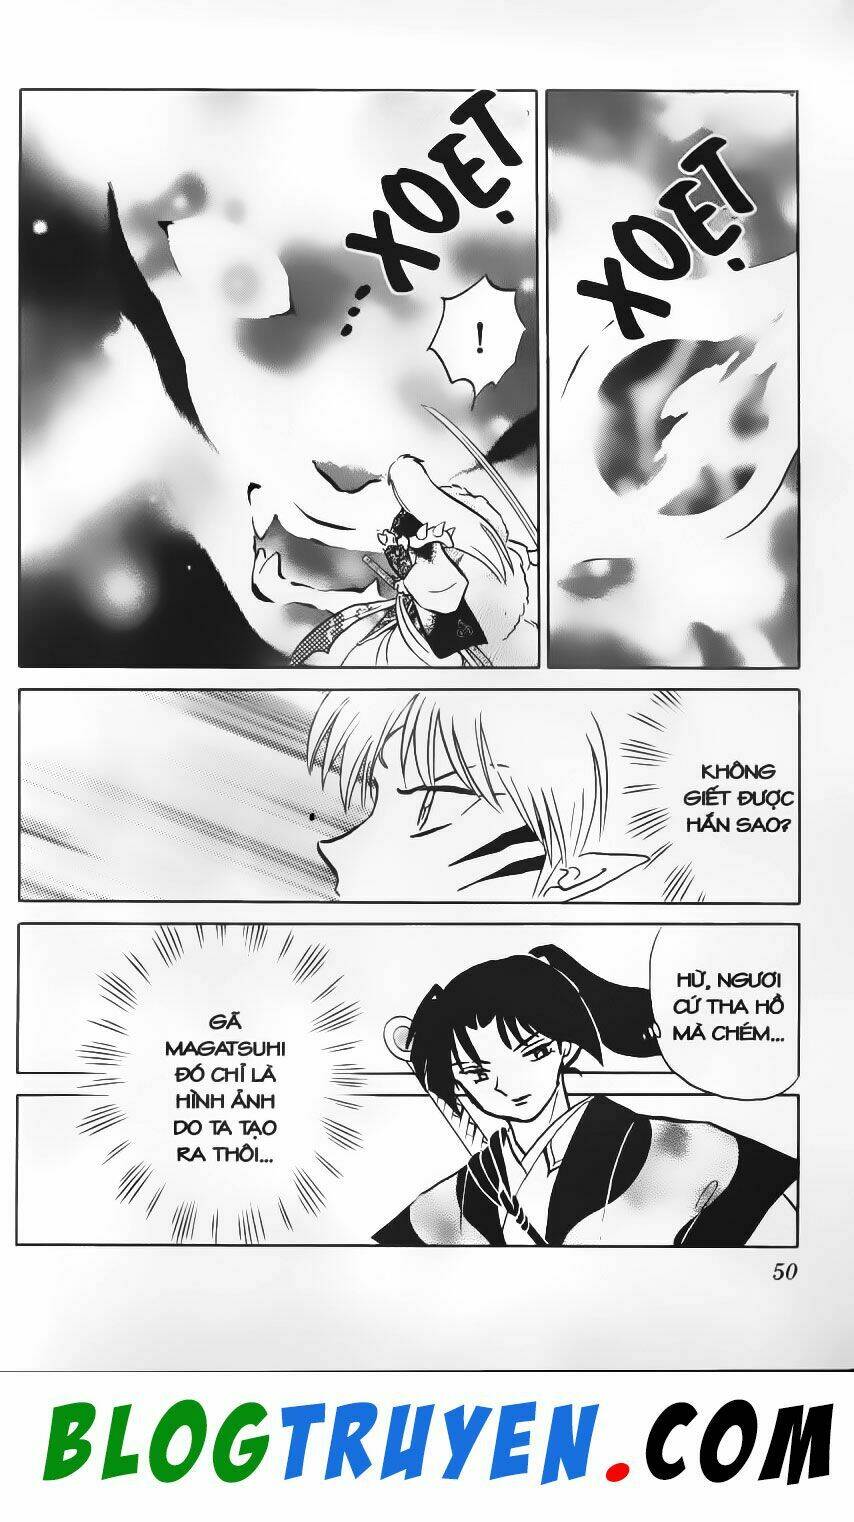 XOẸT
XOẸT
...
!
KHÔNG
GIẾT ĐƯỢC
HẮN SAO?
HỪ, NGƯƠI
CỨ THA HỒ
MÀ CHÉM...
GÃ
MAGATSUHI
ĐÓ CHỈ LÀ
HÌNH ẢNH
DO TA TẠO
RA THÔI...
50
BLOGTRUYEN.COM